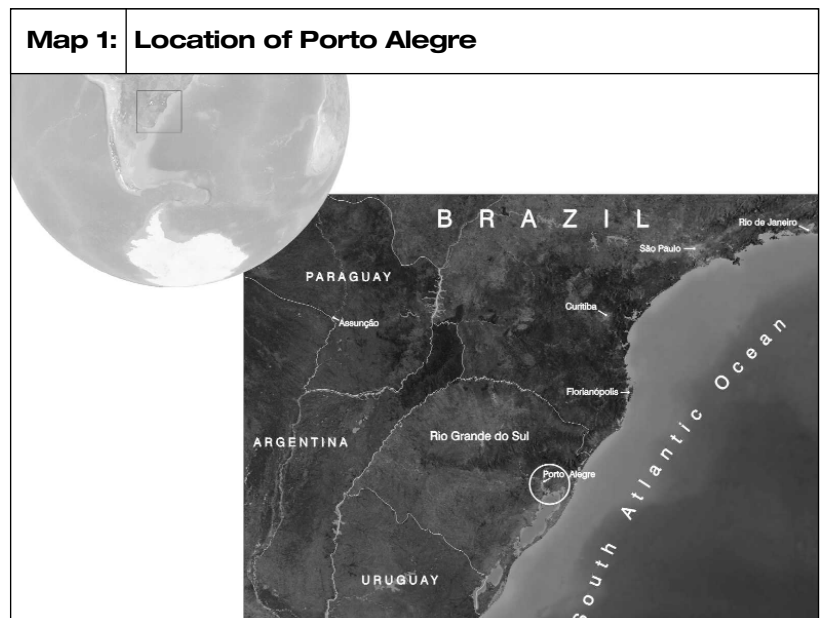 Map 1: Location of Porto Alegre
BRAZIL
Rio de Janeiro
São Paulo
PARAGUAY
Curitiba
Assunção
South Atlantic Ocean
Florianópolis
ARGENTINA
Rio Grande do Sul
Porto Alegre
URUGUAY